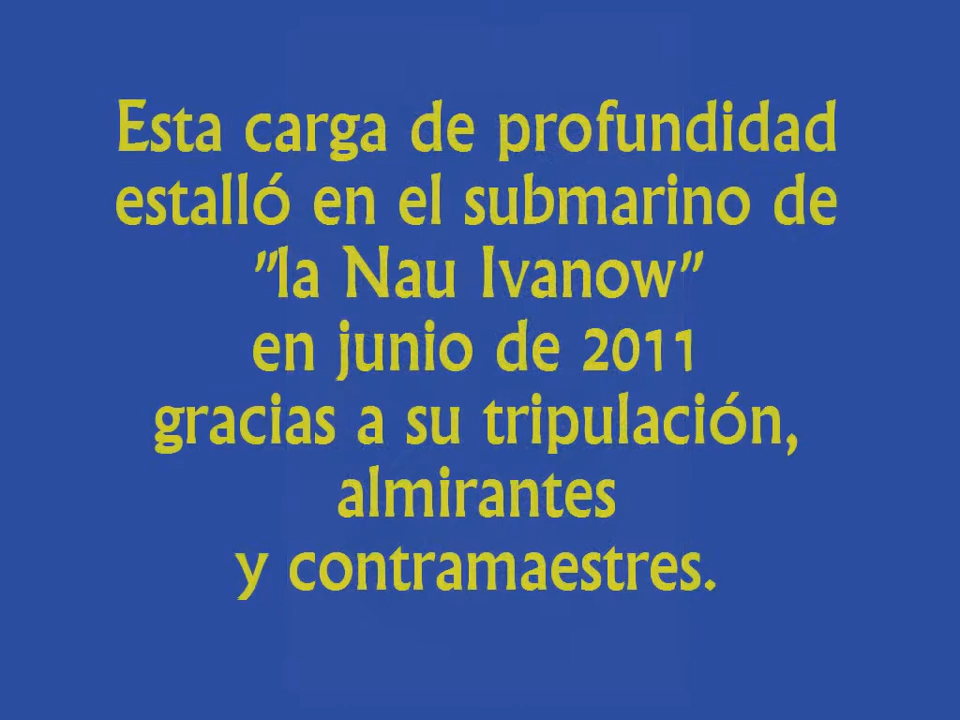 Esta carga de profundidad
estalló en el submarino de
"la Nau Ivanow"
en junio de 2011
gracias a su tripulación,
almirantes
y contramaestres.